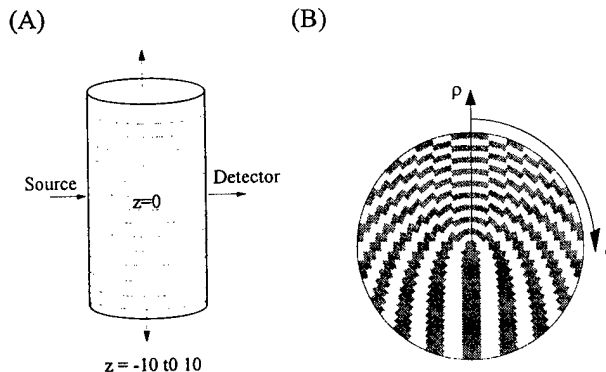 (A)
(B)
ρ
Source
Detector
z=0
z = -10 t0 10